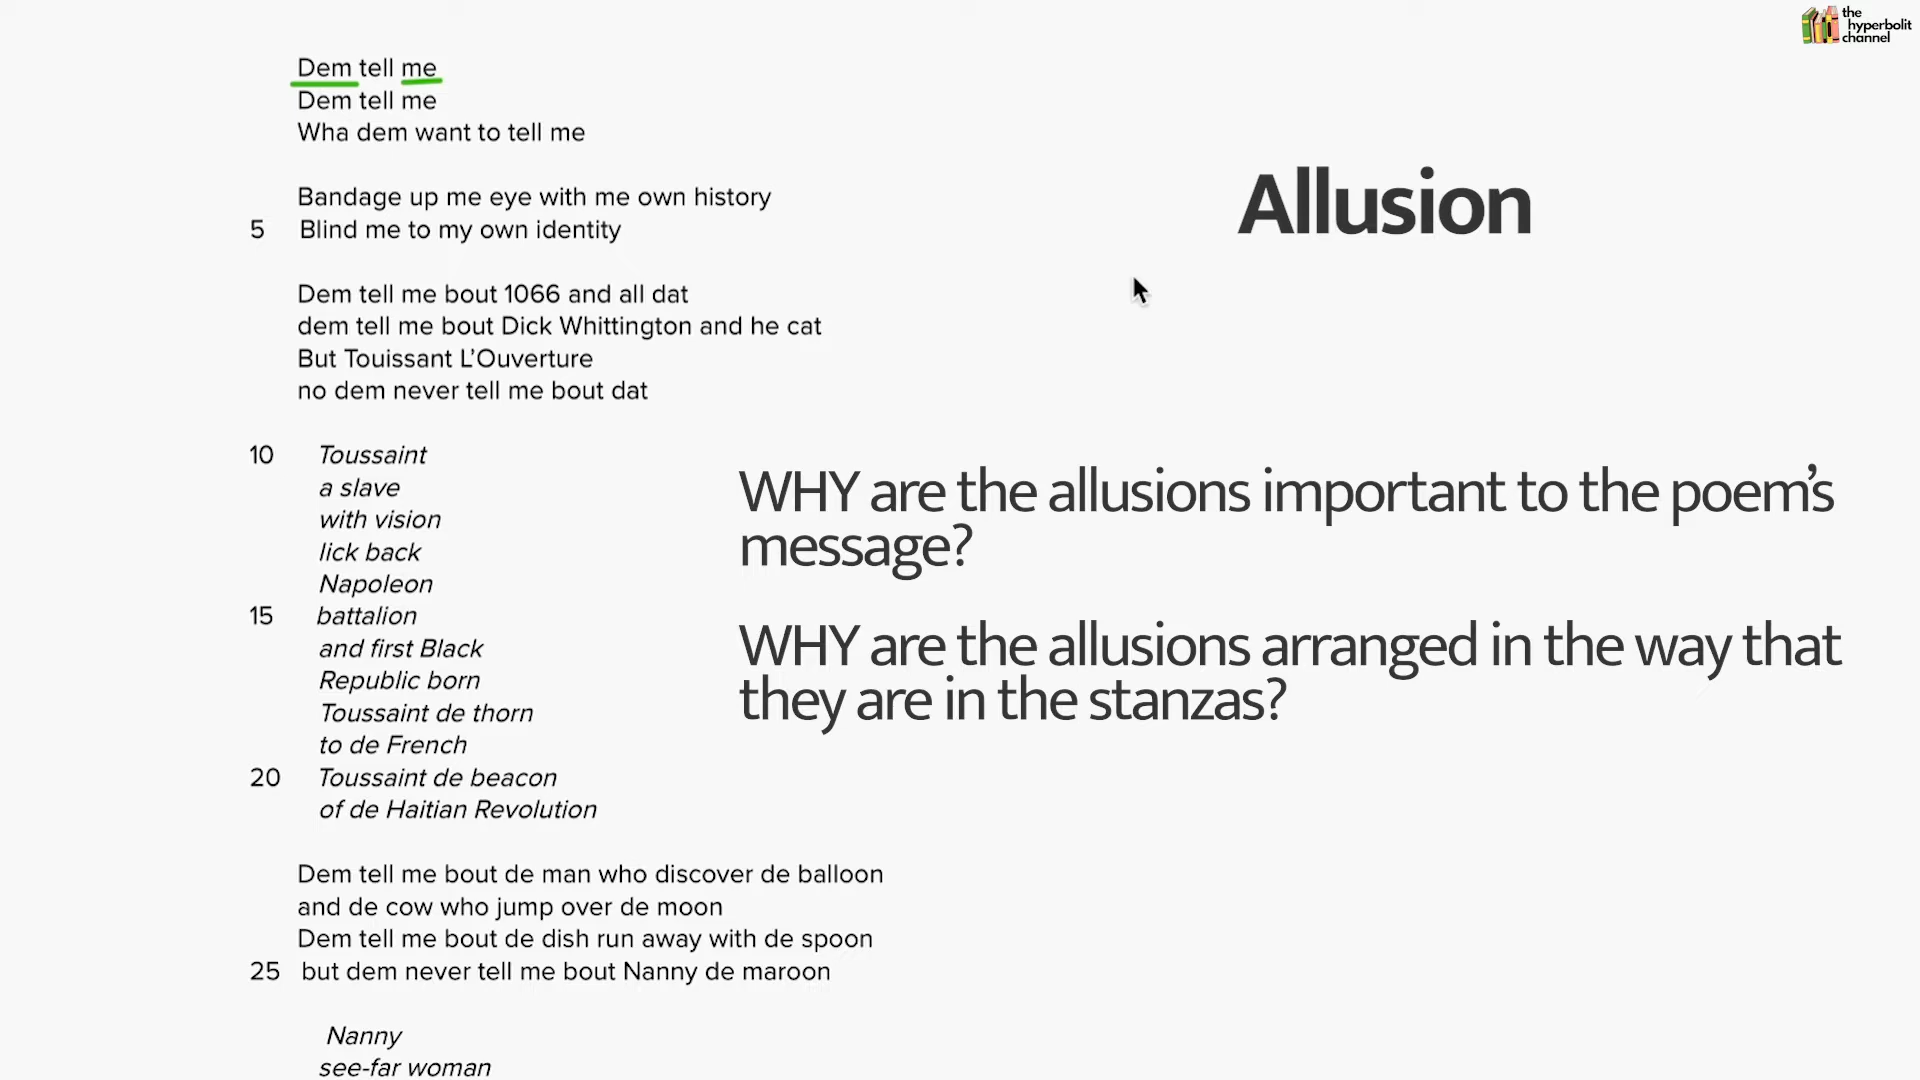 the
hyperbolit
channel
Dem tell me
Dem tell me
Wha dem want to tell me
Bandage up me eye with me own history
5 Blind me to my own identity
Dem tell me bout 1066 and all dat
dem tell me bout Dick Whittington and he cat
But Touissant L’Ouverture
no dem never tell me bout dat
10 Toussaint
a slave
with vision
lick back
Napoleon
15 battalion
and first Black
Republic born
Toussaint de thorn
to de French
20 Toussaint de beacon
of de Haitian Revolution
Dem tell me bout de man who discover de balloon
and de cow who jump over de moon
Dem tell me bout de dish run away with de spoon
25 but dem never tell me bout Nanny de maroon
Nanny
see-far woman
Allusion
WHY are the allusions important to the poem’s
message?
WHY are the allusions arranged in the way that
they are in the stanzas?